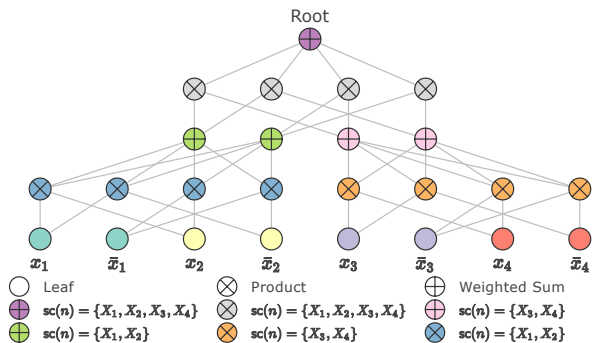 Root
x₁ x̄₁ x₂ x̄₂ x₃ x̄₃ x₄ x̄₄
Leaf Product Weighted Sum
sc(n) = {X₁, X₂, X₃, X₄} sc(n) = {X₁, X₂, X₃, X₄} sc(n) = {X₃, X₄}
sc(n) = {X₁, X₂} sc(n) = {X₃, X₄} sc(n) = {X₁, X₂}